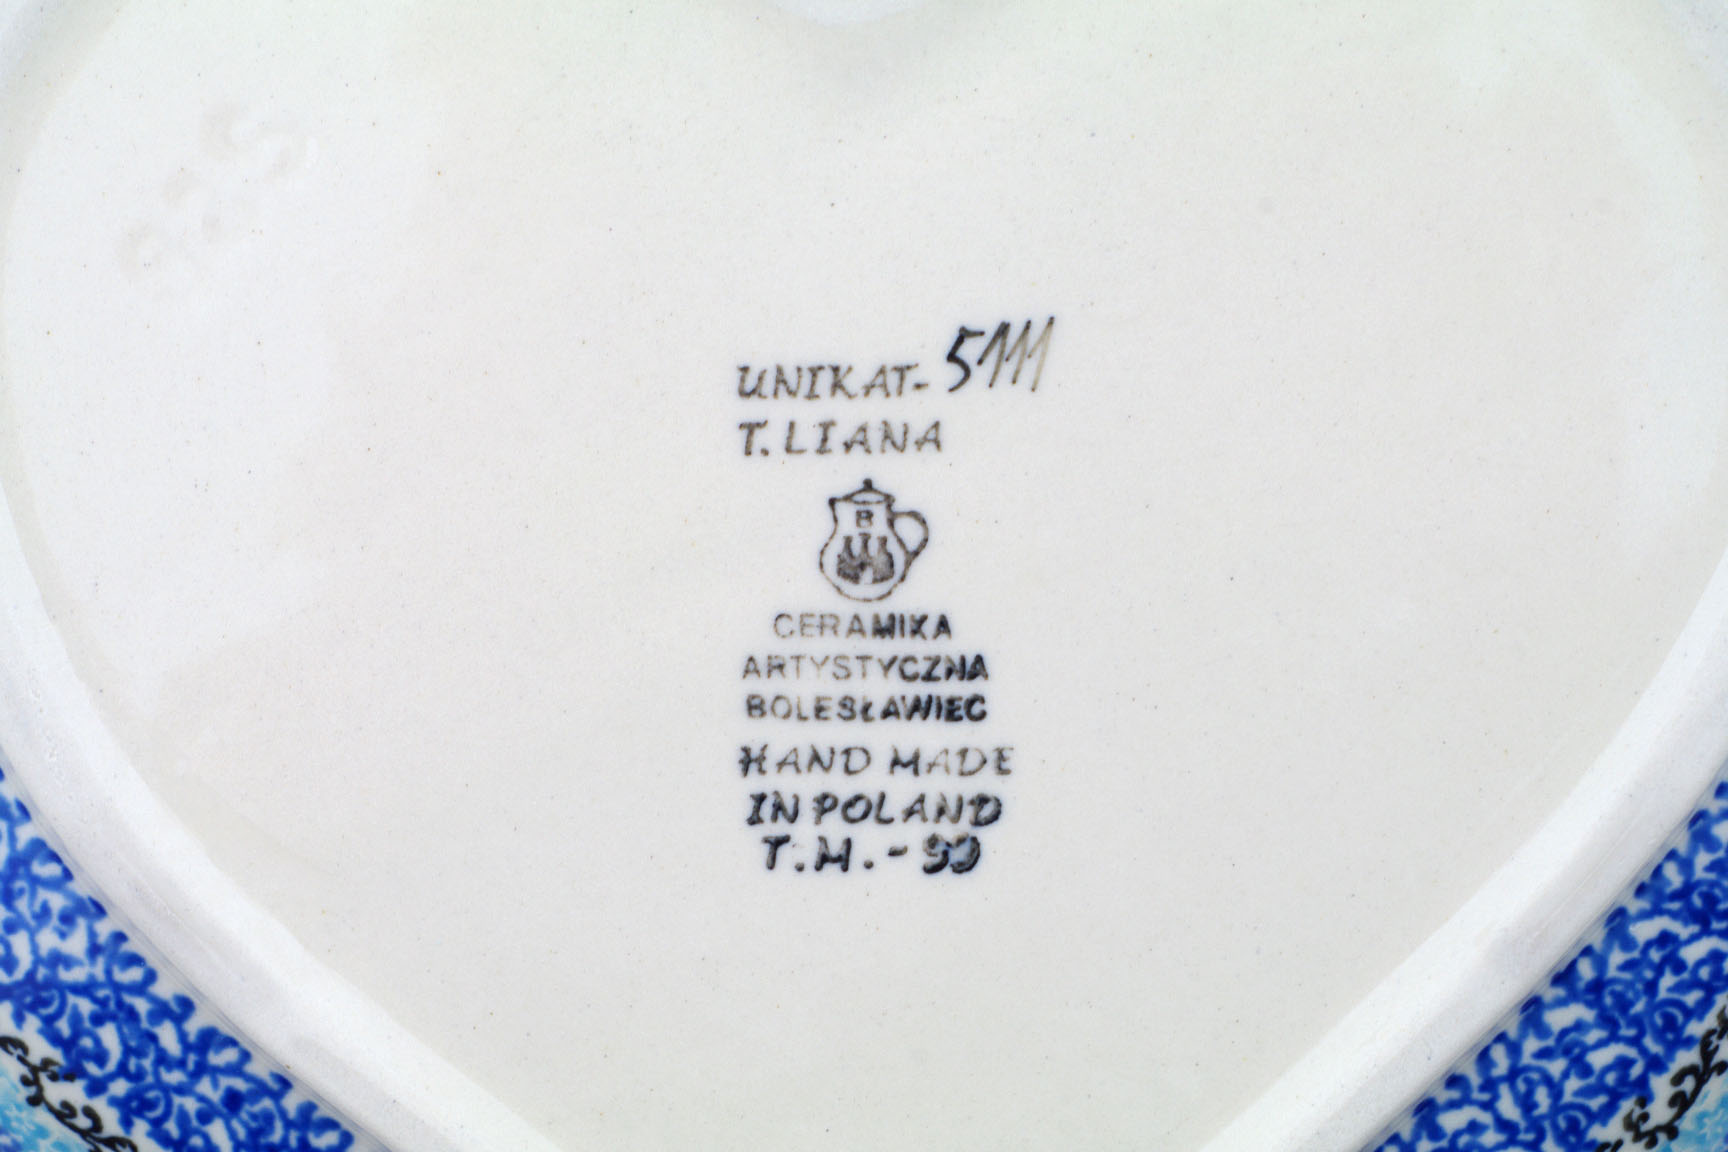 UNIKAT-5111
T. LIANA
B
CERAMIKA
ARTYSTYCZNA
BOLESŁAWIEC
HAND MADE
IN POLAND
T.M.-99